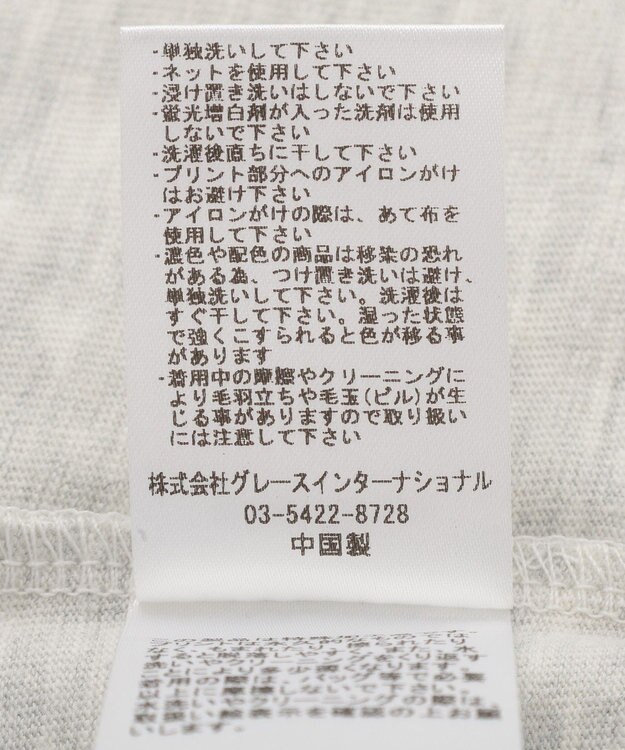 ・単独洗いして下さい
・ネットを使用して下さい
・浸け置き洗いはしないで下さい
・蛍光増白剤が入った洗剤は使用
しないで下さい
・洗濯後直ちに干して下さい
・プリント部分へのアイロンがけ
はお避け下さい
・アイロンがけの際は、あて布を
使用して下さい
・濃色や配色の商品は移染の恐れ
がある為、つけ置き洗いは避け、
単独洗いして下さい。洗濯後は
すぐ干して下さい。湿った状態
で強くこすられると色が移る事
があります
・着用中の摩擦やクリーニングに
より毛羽立ちや毛玉(ピル)が生
じる事がありますので取り扱い
には注意して下さい
株式会社グレースインターナショナル
03-5422-8728
中国製